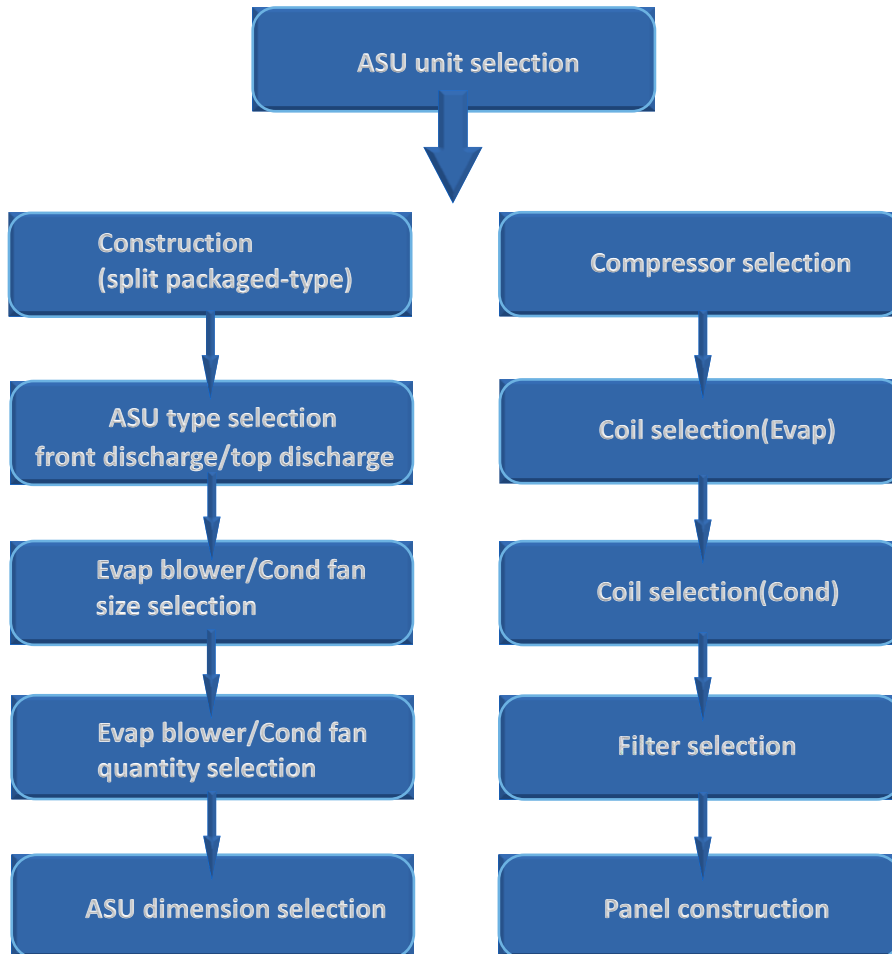 ASU unit selection
Construction
(split packaged-type)
ASU type selection
front discharge/top discharge
Evap blower/Cond fan
size selection
Evap blower/Cond fan
quantity selection
ASU dimension selection
Compressor selection
Coil selection(Evap)
Coil selection(Cond)
Filter selection
Panel construction